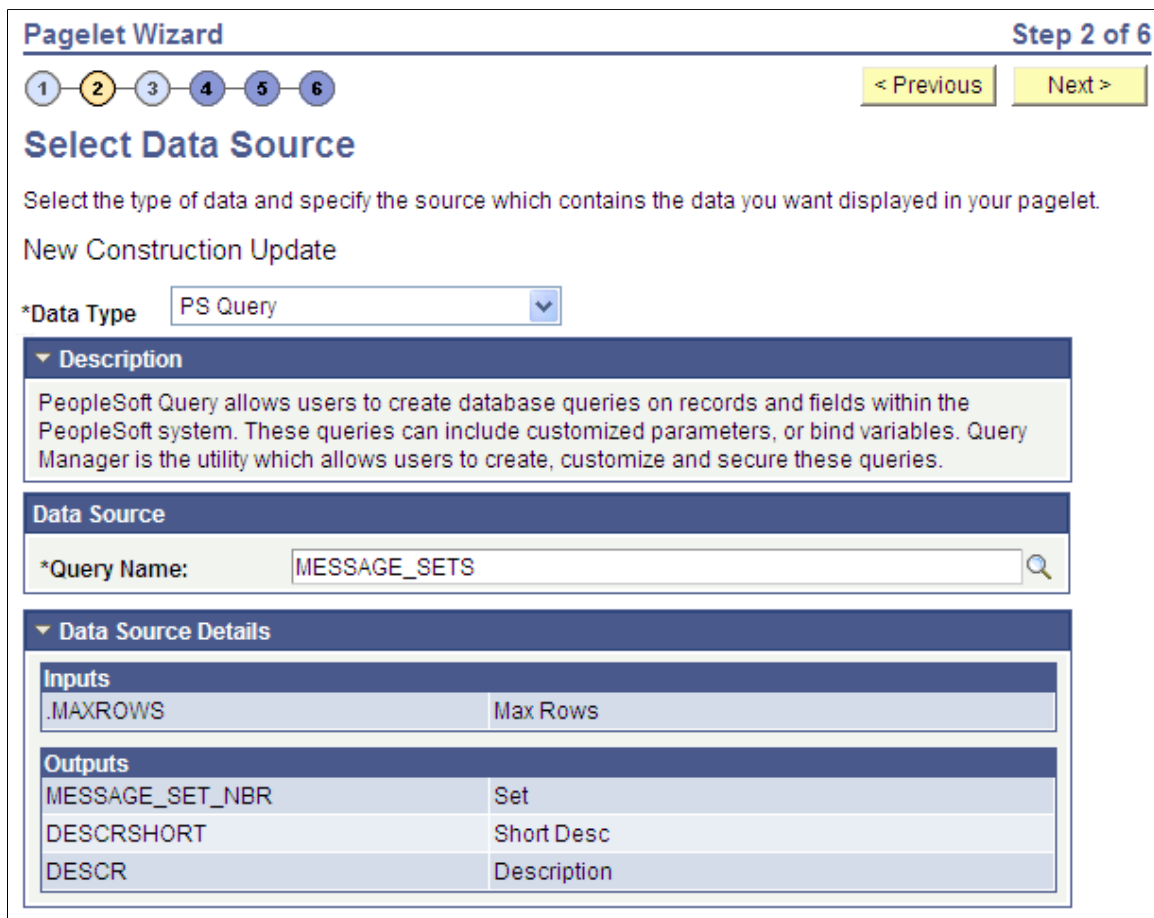 Pagelet Wizard Step 2 of 6
1 2 3 4 5 6 < Previous Next >
Select Data Source
Select the type of data and specify the source which contains the data you want displayed in your pagelet.
New Construction Update
*Data Type PS Query
Description
PeopleSoft Query allows users to create database queries on records and fields within the
PeopleSoft system. These queries can include customized parameters, or bind variables. Query
Manager is the utility which allows users to create, customize and secure these queries.
Data Source
*Query Name: MESSAGE_SETS
Data Source Details
Inputs
.MAXROWS Max Rows
Outputs
MESSAGE_SET_NBR Set
DESCRSHORT Short Desc
DESCR Description